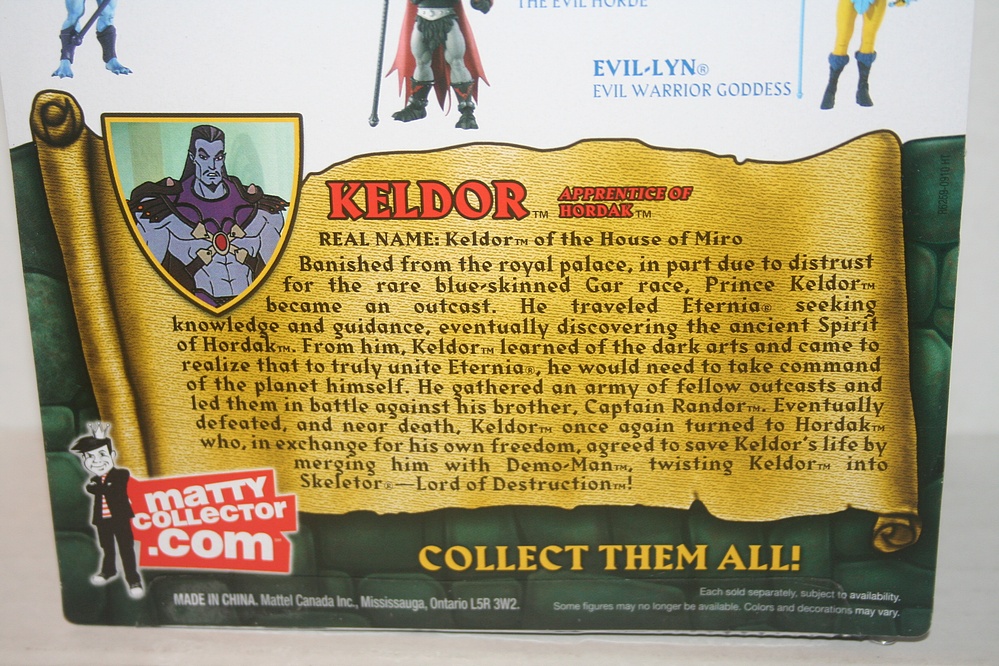 THE EVIL HORDE
EVIL-LYN®
EVIL WARRIOR GODDESS
KELDOR™
APPRENTICE OF
HORDAK™
REAL NAME: Keldor™ of the House of Miro
Banished from the royal palace, in part due to distrust
for the rare blue-skinned Gar race, Prince Keldor™
became an outcast. He traveled Eternia® seeking
knowledge and guidance, eventually discovering the ancient Spirit
of Hordak™. From him, Keldor™ learned of the dark arts and came to
realize that to truly unite Eternia®, he would need to take command
of the planet himself. He gathered an army of fellow outcasts and
led them in battle against his brother, Captain Randor™. Eventually
defeated, and near death, Keldor™ once again turned to Hordak™
who, in exchange for his own freedom, agreed to save Keldor's life by
merging him with Demo-Man™, twisting Keldor™ into
Skeletor®—Lord of Destruction™!
maTTY
COLLECTOR
.com
COLLECT THEM ALL!
MADE IN CHINA. Mattel Canada Inc., Mississauga, Ontario L5R 3W2.
Each sold separately, subject to availability.
Some figures may no longer be available. Colors and decorations may vary.